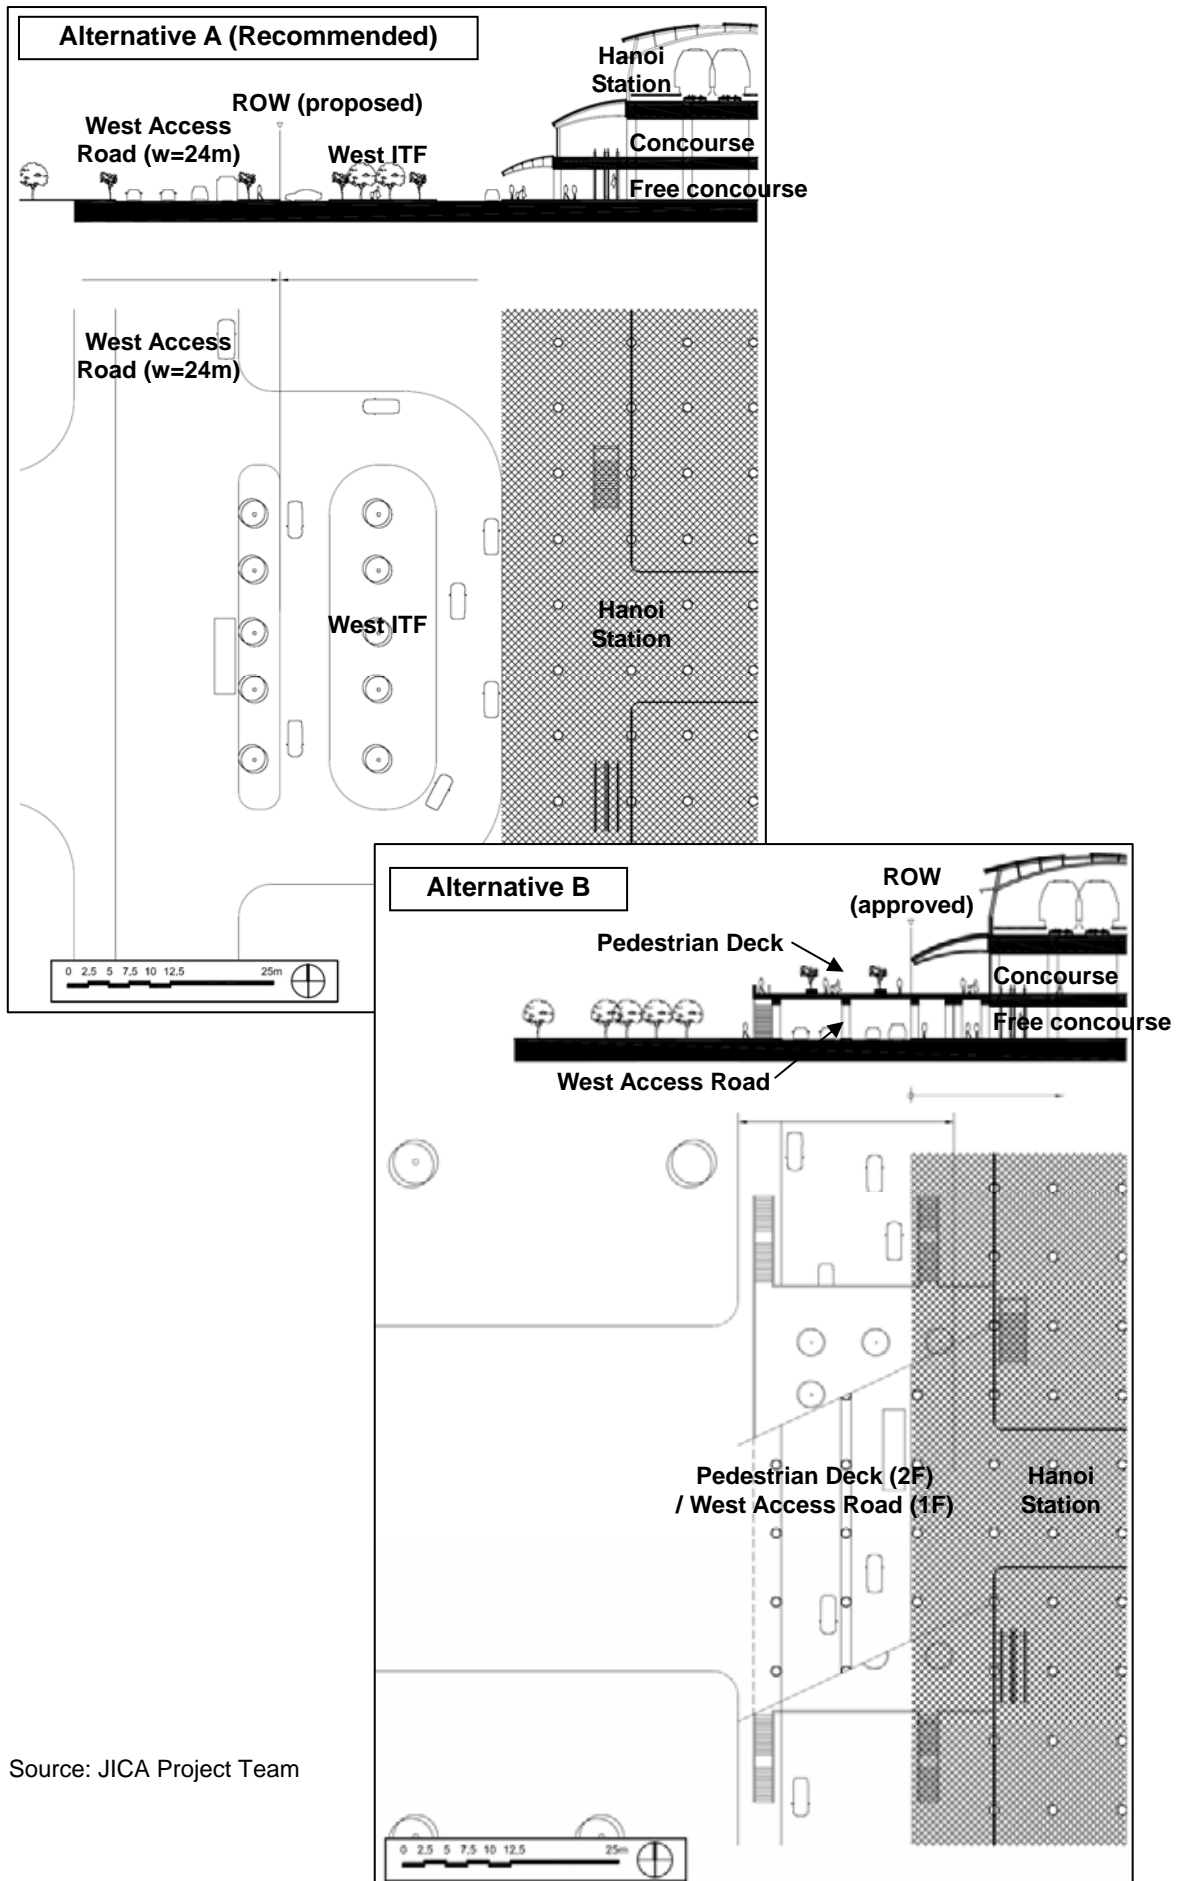 Alternative A (Recommended)
Hanoi
Station
ROW (proposed)
West Access
Road (w=24m)
West ITF
Concourse
Free concourse
West Access
Road (w=24m)
West ITF
Hanoi
Station
0 2.5 5 7.5 10 12.5 25m
Alternative B
ROW
(approved)
Pedestrian Deck
Concourse
Free concourse
West Access Road
Pedestrian Deck (2F)
/ West Access Road (1F)
Hanoi
Station
0 2.5 5 7.5 10 12.5 25m
Source: JICA Project Team